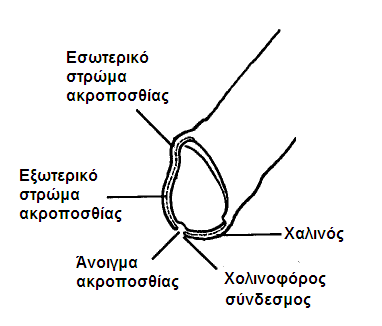 Εσωτερικό
στρώμα
ακροποσθίας
Εξωτερικό
στρώμα
ακροποσθίας
Άνοιγμα
ακροποσθίας
Χολινοφόρος
σύνδεσμος
Χαλινός